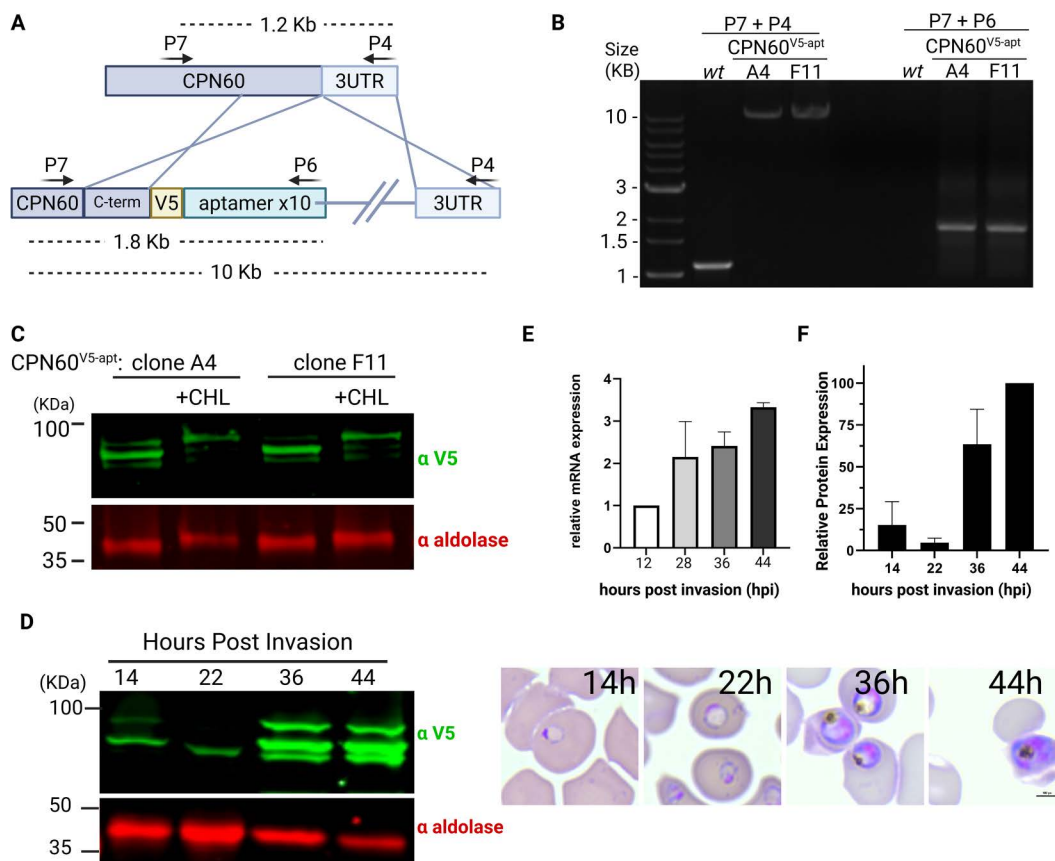 A
1.2 Kb
P7
P4
CPN60
3UTR
P7
P6
P4
CPN60
C-term
V5
aptamer x10
3UTR
1.8 Kb
10 Kb
B
P7 + P4
P7 + P6
Size
(KB)
CPN60V5-apt
CPN60V5-apt
wt
A4
F11
wt
A4
F11
10 -
3 -
2 -
1.5 -
1 -
C
CPN60V5-apt: clone A4
clone F11
+CHL
+CHL
(KDa)
100
α V5
50
35
α aldolase
E
relative mRNA expression
4
3
2
1
0
12
28
36
44
hours post invasion (hpi)
F
Relative Protein Expression
100
75
50
25
0
14
22
36
44
hours post invasion (hpi)
D
Hours Post Invasion
(KDa)
14
22
36
44
100
α V5
50
35
α aldolase
14h
22h
36h
44h